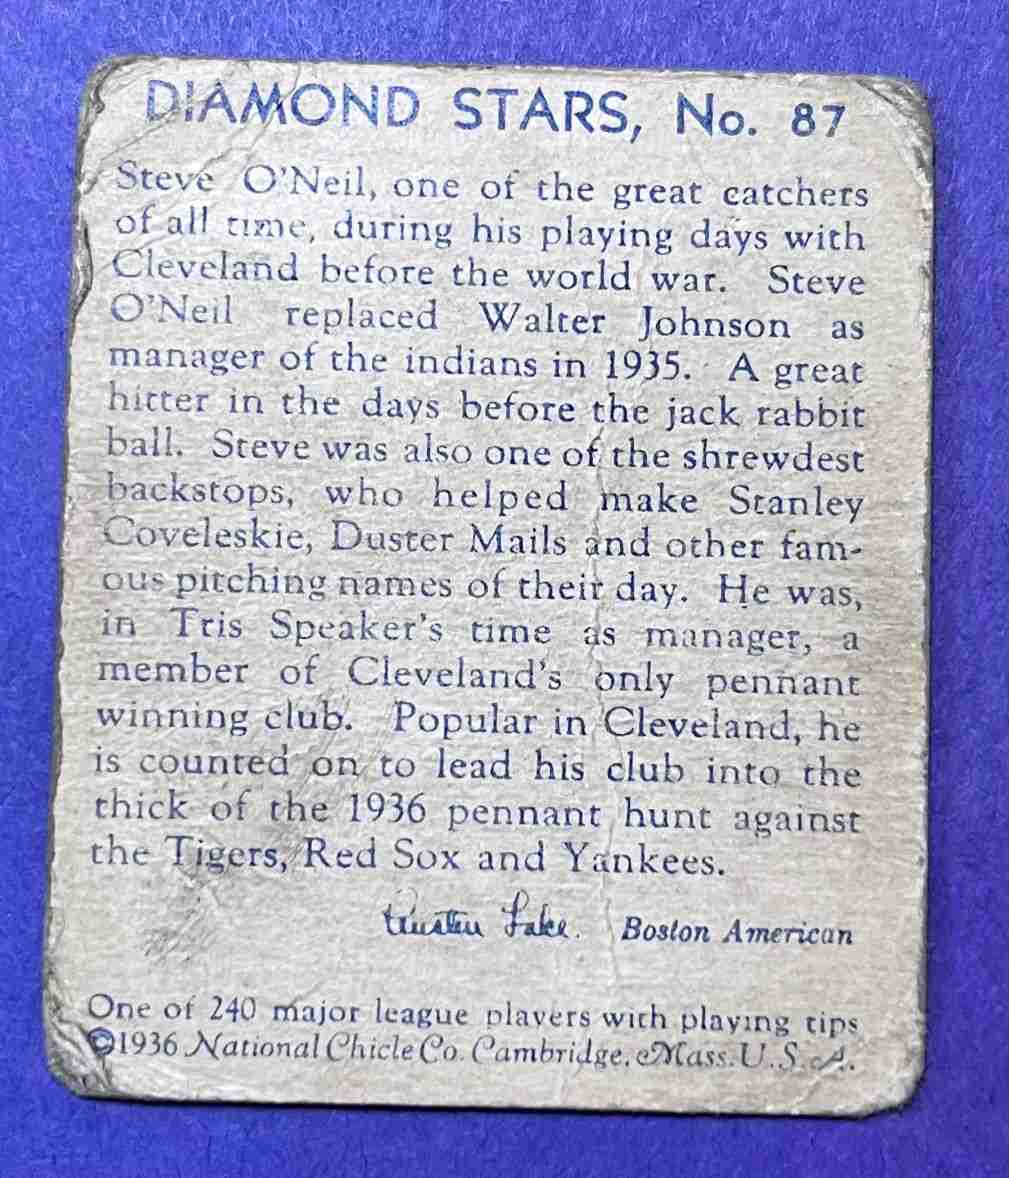 DIAMOND STARS, No. 87
Steve O'Neil, one of the great catchers
of all time, during his playing days with
Cleveland before the world war. Steve
O'Neil replaced Walter Johnson as
manager of the indians in 1935. A great
hitter in the days before the jack rabbit
ball. Steve was also one of the shrewdest
backstops, who helped make Stanley
Coveleskie, Duster Mails and other fam-
ous pitching names of their day. He was,
in Tris Speaker's time as manager, a
member of Cleveland's only pennant
winning club. Popular in Cleveland, he
is counted on to lead his club into the
thick of the 1936 pennant hunt against
the Tigers, Red Sox and Yankees.
Austen Lake. Boston American
One of 240 major league players with playing tips
©1936 National Chicle Co. Cambridge, Mass. U.S.A.